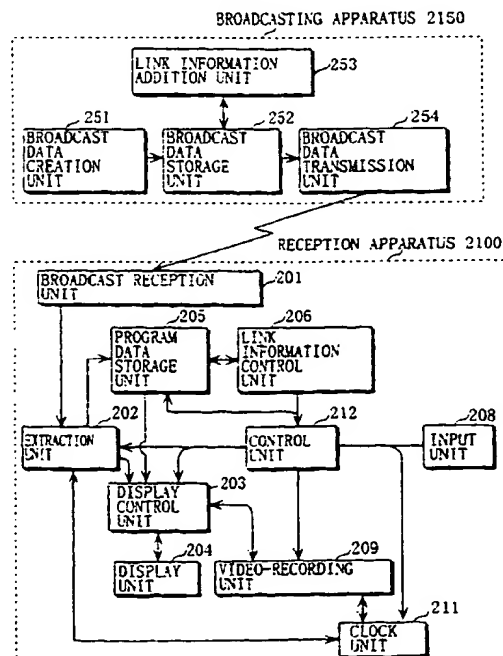 BROADCASTING APPARATUS 2150
LINK INFORMATION
ADDITION UNIT
253
251
BROADCAST
DATA
CREATION
UNIT
252
BROADCAST
DATA
STORAGE
UNIT
254
BROADCAST
DATA
TRANSMISSION
UNIT
RECEPTION APPARATUS 2100
BROADCAST RECEPTION
UNIT
201
205
PROGRAM
DATA
STORAGE
UNIT
206
LINK
INFORMATION
CONTROL
UNIT
202
EXTRACTION
UNIT
212
CONTROL
UNIT
208
INPUT
UNIT
203
DISPLAY
CONTROL
UNIT
204
DISPLAY
UNIT
209
VIDEO-RECORDING
UNIT
211
CLOCK
UNIT